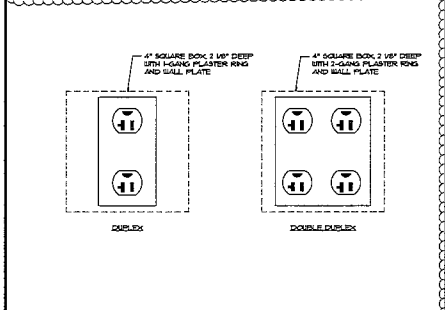 4" SQUARE BOX, 2 1/8" DEEP
WITH 1-GANG PLASTER RING
AND WALL PLATE
4" SQUARE BOX, 2 1/8" DEEP
WITH 2-GANG PLASTER RING
AND WALL PLATE
DUPLEX
DOUBLE DUPLEX